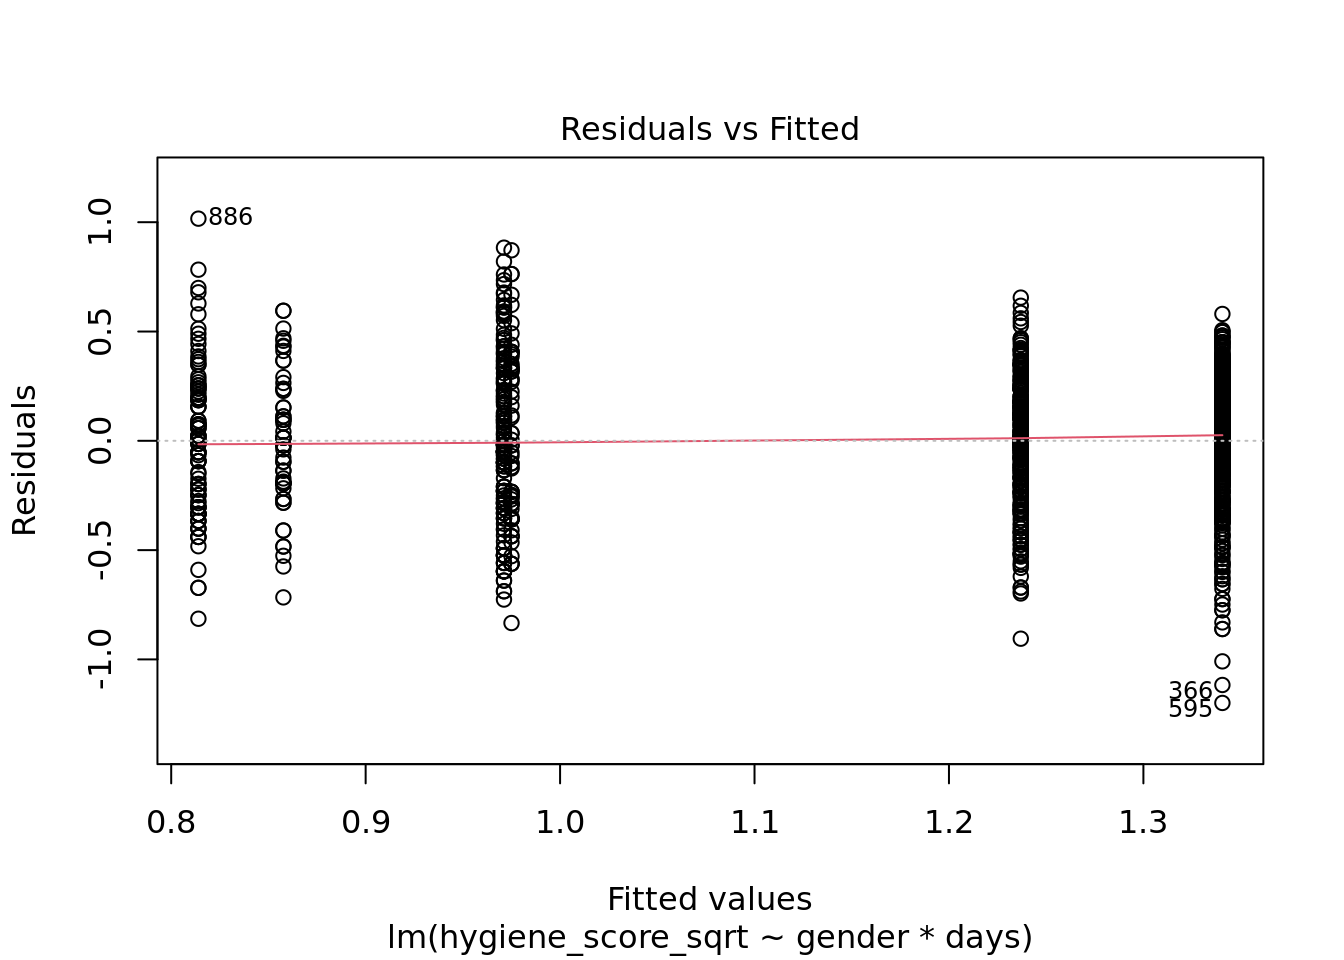 Residuals vs Fitted
Residuals
1.0
0.5
0.0
-0.5
-1.0
886
366
595
0.8 0.9 1.0 1.1 1.2 1.3
Fitted values
lm(hygiene_score_sqrt ~ gender * days)